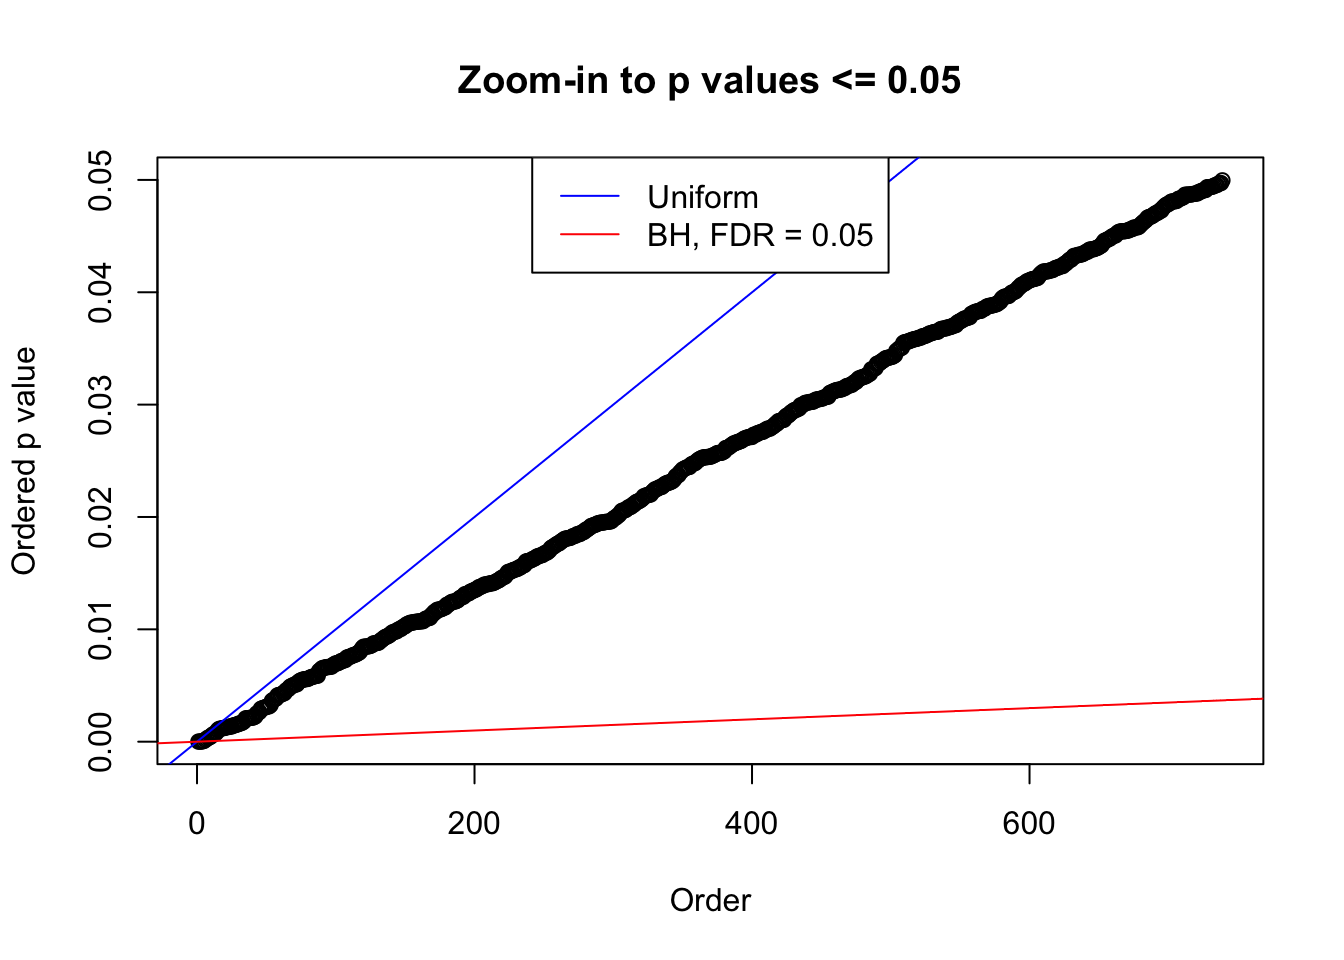 Zoom-in to p values <= 0.05
Uniform
BH, FDR = 0.05
Ordered p value
0.05
0.04
0.03
0.02
0.01
0.00
0
200
400
600
Order